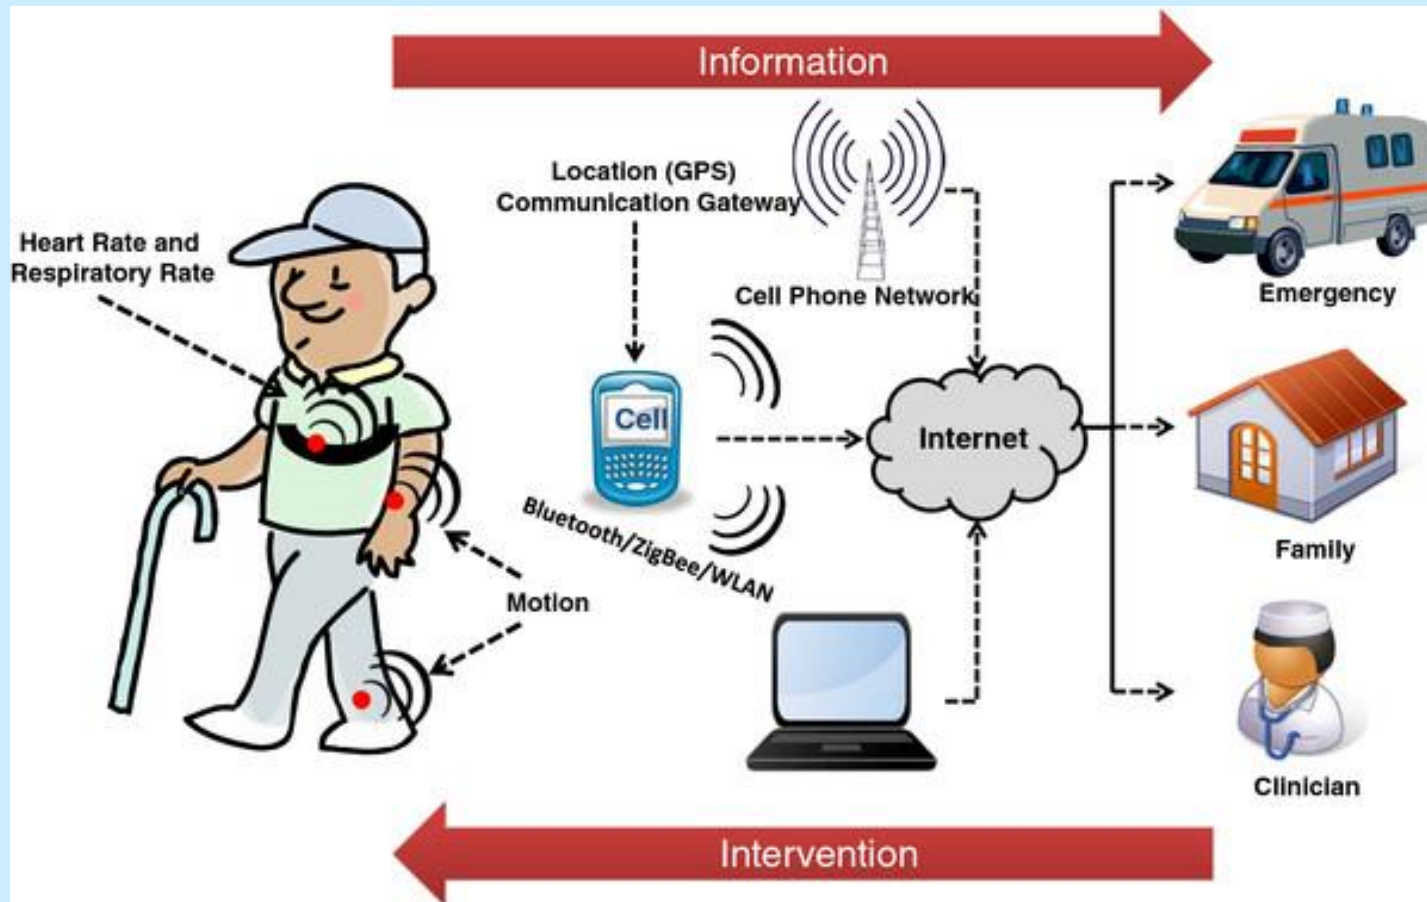 Information
Location (GPS)
Communication Gateway
Heart Rate and
Respiratory Rate
Cell Phone Network
Emergency
Cell
Internet
Bluetooth/ZigBee/WLAN
Family
Motion
Clinician
Intervention